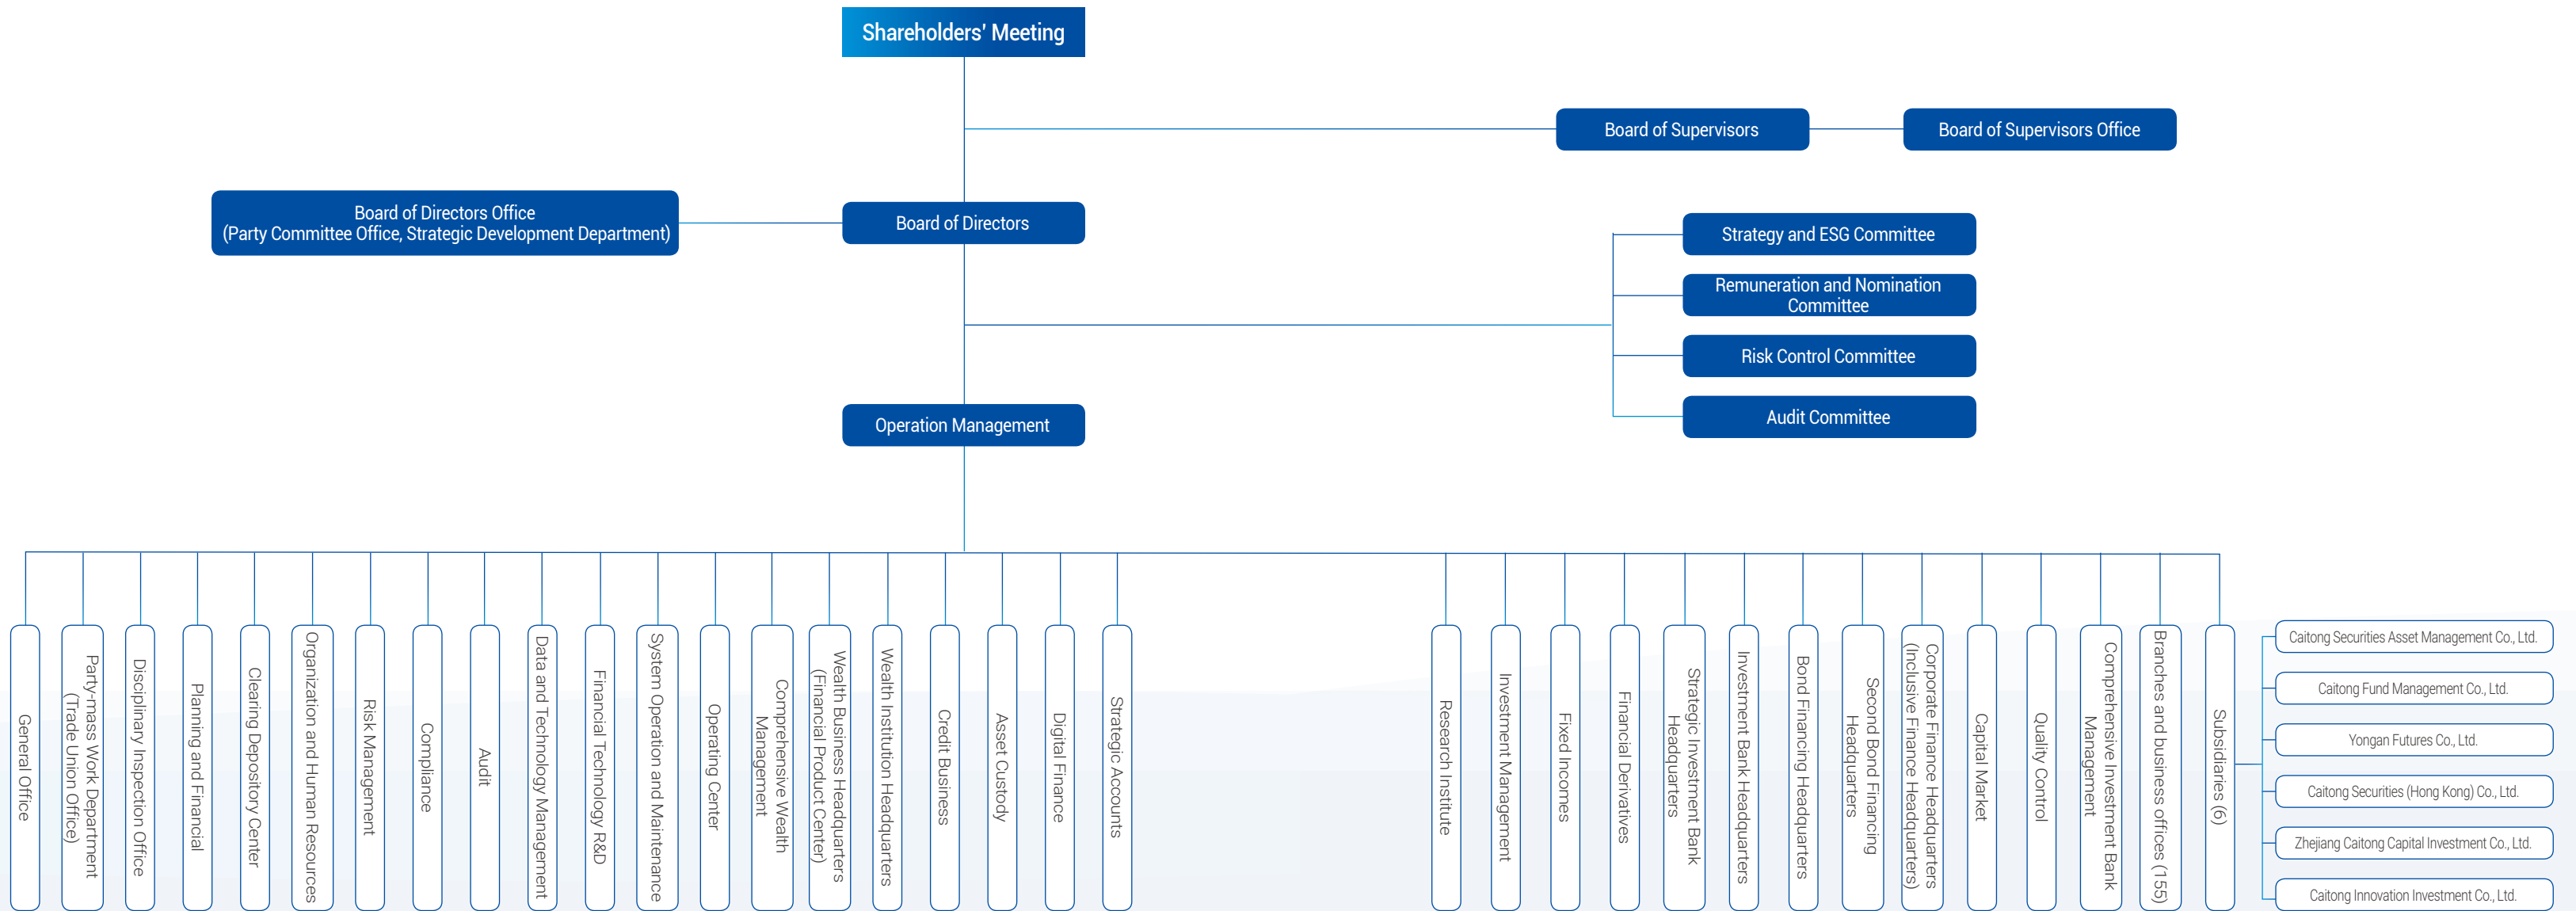 Shareholders' Meeting
Board of Supervisors
Board of Supervisors Office
Board of Directors Office
(Party Committee Office, Strategic Development Department)
Board of Directors
Strategy and ESG Committee
Remuneration and Nomination
Committee
Risk Control Committee
Audit Committee
Operation Management
General Office
Party-mass Work Department
(Trade Union Office)
Disciplinary Inspection Office
Planning and Financial
Clearing Depository Center
Organization and Human Resources
Risk Management
Compliance
Audit
Data and Technology Management
Financial Technology R&D
System Operation and Maintenance
Operating Center
Comprehensive Wealth
Management
Wealth Business Headquarters
(Financial Product Center)
Wealth Institution Headquarters
Credit Business
Asset Custody
Digital Finance
Strategic Accounts
Research Institute
Investment Management
Fixed Incomes
Financial Derivatives
Strategic Investment Bank
Headquarters
Investment Bank Headquarters
Bond Financing Headquarters
Second Bond Financing
Headquarters
Corporate Finance Headquarters
(Inclusive Finance Headquarters)
Capital Market
Quality Control
Comprehensive Investment Bank
Management
Branches and business offices (155)
Subsidiaries (6)
Caitong Securities Asset Management Co., Ltd.
Caitong Fund Management Co., Ltd.
Yongan Futures Co., Ltd.
Caitong Securities (Hong Kong) Co., Ltd.
Zhejiang Caitong Capital Investment Co., Ltd.
Caitong Innovation Investment Co., Ltd.